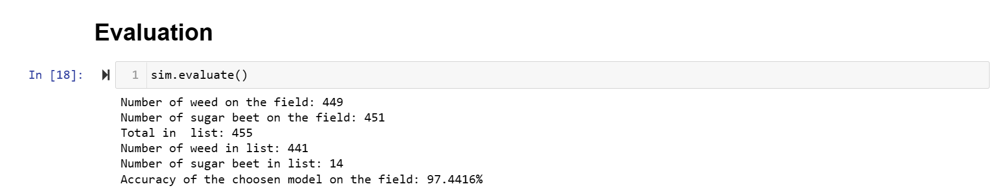 Evaluation
In [18]:
1 sim.evaluate()
Number of weed on the field: 449
Number of sugar beet on the field: 451
Total in  list: 455
Number of weed in list: 441
Number of sugar beet in list: 14
Accuracy of the choosen model on the field: 97.4416%